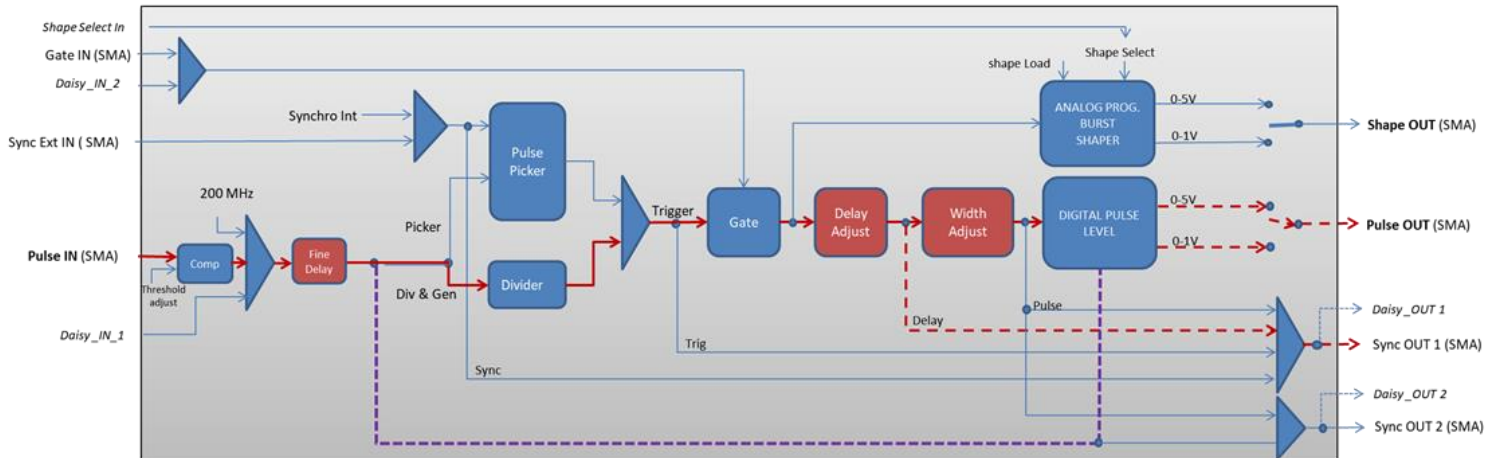 Shape Select In
Gate IN (SMA)
Daisy_IN_2
Sync Ext IN ( SMA)
Synchro Int
200 MHz
Pulse IN (SMA)
Comp
Threshold
adjust
Daisy_IN_1
Fine
Delay
Picker
Div & Gen
Pulse
Picker
Divider
Trigger
Gate
Delay
Adjust
Width
Adjust
shape Load
Shape Select
ANALOG PROG.
BURST
SHAPER
0-5V
0-1V
Shape OUT (SMA)
DIGITAL PULSE
LEVEL
0-5V
0-1V
Pulse OUT (SMA)
Pulse
Delay
Trig
Sync
Daisy_OUT 1
Sync OUT 1 (SMA)
Daisy_OUT 2
Sync OUT 2 (SMA)